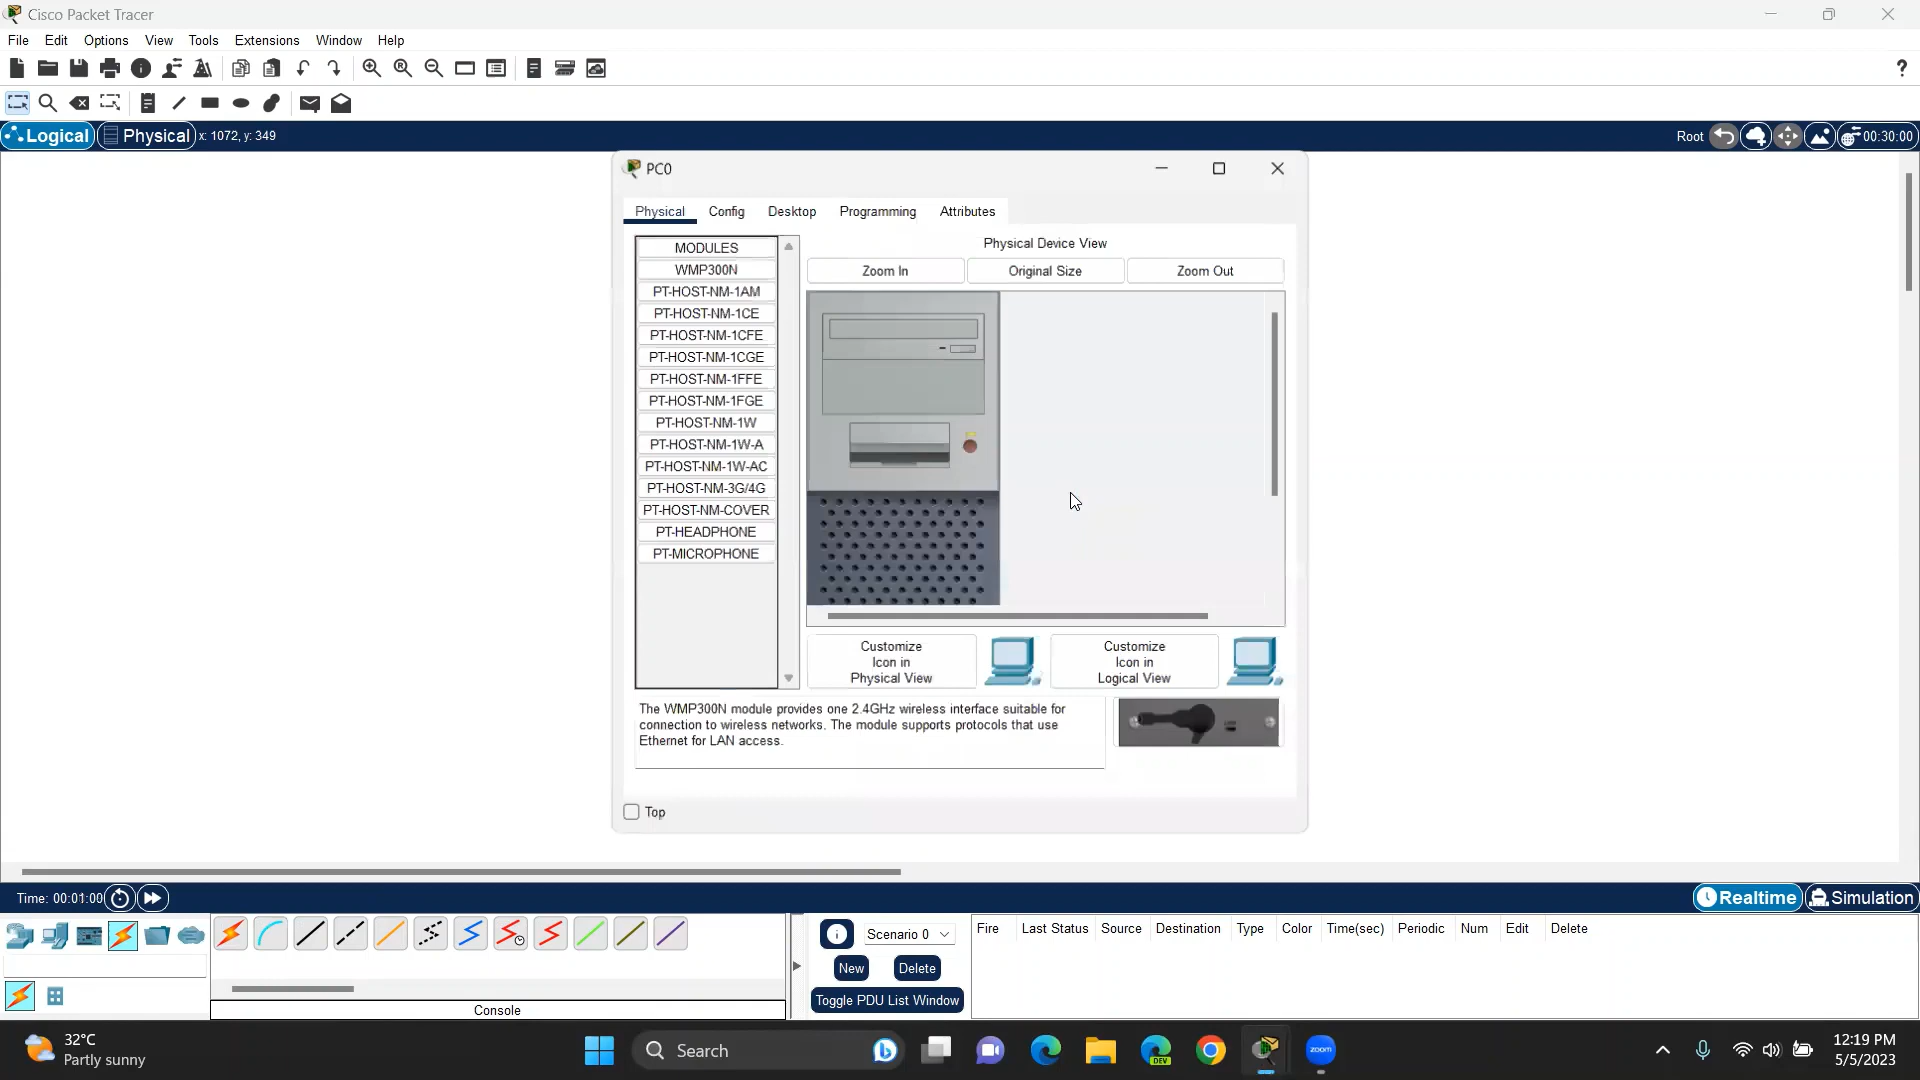 Cisco Packet Tracer
File Edit Options View Tools Extensions Window Help
?
Logical Physical x: 1072, y: 349 Root 00:30:00
PC0
Physical Config Desktop Programming Attributes
MODULES
WMP300N
PT-HOST-NM-1AM
PT-HOST-NM-1CE
PT-HOST-NM-1CFE
PT-HOST-NM-1CGE
PT-HOST-NM-1FFE
PT-HOST-NM-1FGE
PT-HOST-NM-1W
PT-HOST-NM-1W-A
PT-HOST-NM-1W-AC
PT-HOST-NM-3G/4G
PT-HOST-NM-COVER
PT-HEADPHONE
PT-MICROPHONE
Physical Device View
Zoom In Original Size Zoom Out
Customize
Icon in
Physical View
Customize
Icon in
Logical View
The WMP300N module provides one 2.4GHz wireless interface suitable for
connection to wireless networks. The module supports protocols that use
Ethernet for LAN access.
Top
Time: 00:01:00 Realtime Simulation
Scenario 0
New Delete
Toggle PDU List Window
Fire Last Status Source Destination Type Color Time(sec) Periodic Num Edit Delete
Console
32°C
Partly sunny
Search
DEV
zoom
12:19 PM
5/5/2023